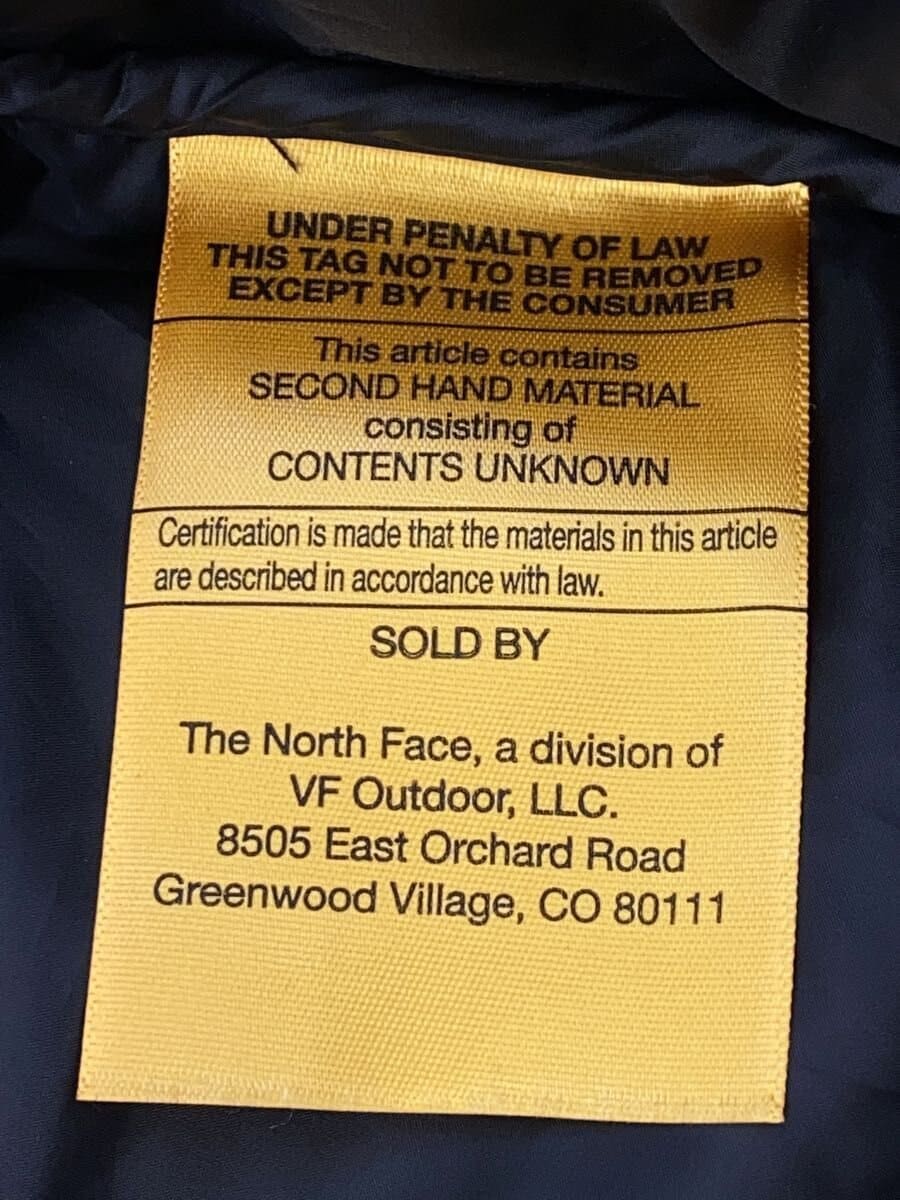 UNDER PENALTY OF LAW
THIS TAG NOT TO BE REMOVED
EXCEPT BY THE CONSUMER
This article contains
SECOND HAND MATERIAL
consisting of
CONTENTS UNKNOWN
Certification is made that the materials in this article
are described in accordance with law.
SOLD BY
The North Face, a division of
VF Outdoor, LLC.
8505 East Orchard Road
Greenwood Village, CO 80111